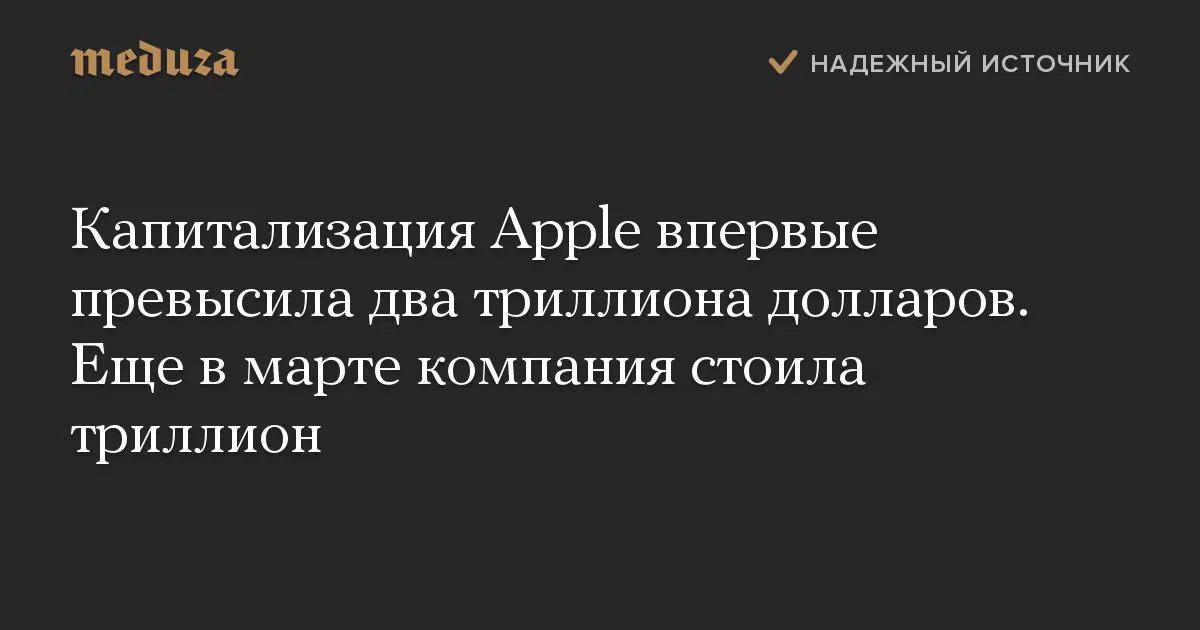 meduza
НАДЕЖНЫЙ ИСТОЧНИК
Капитализация Apple впервые
превысила два триллиона долларов.
Еще в марте компания стоила
триллион